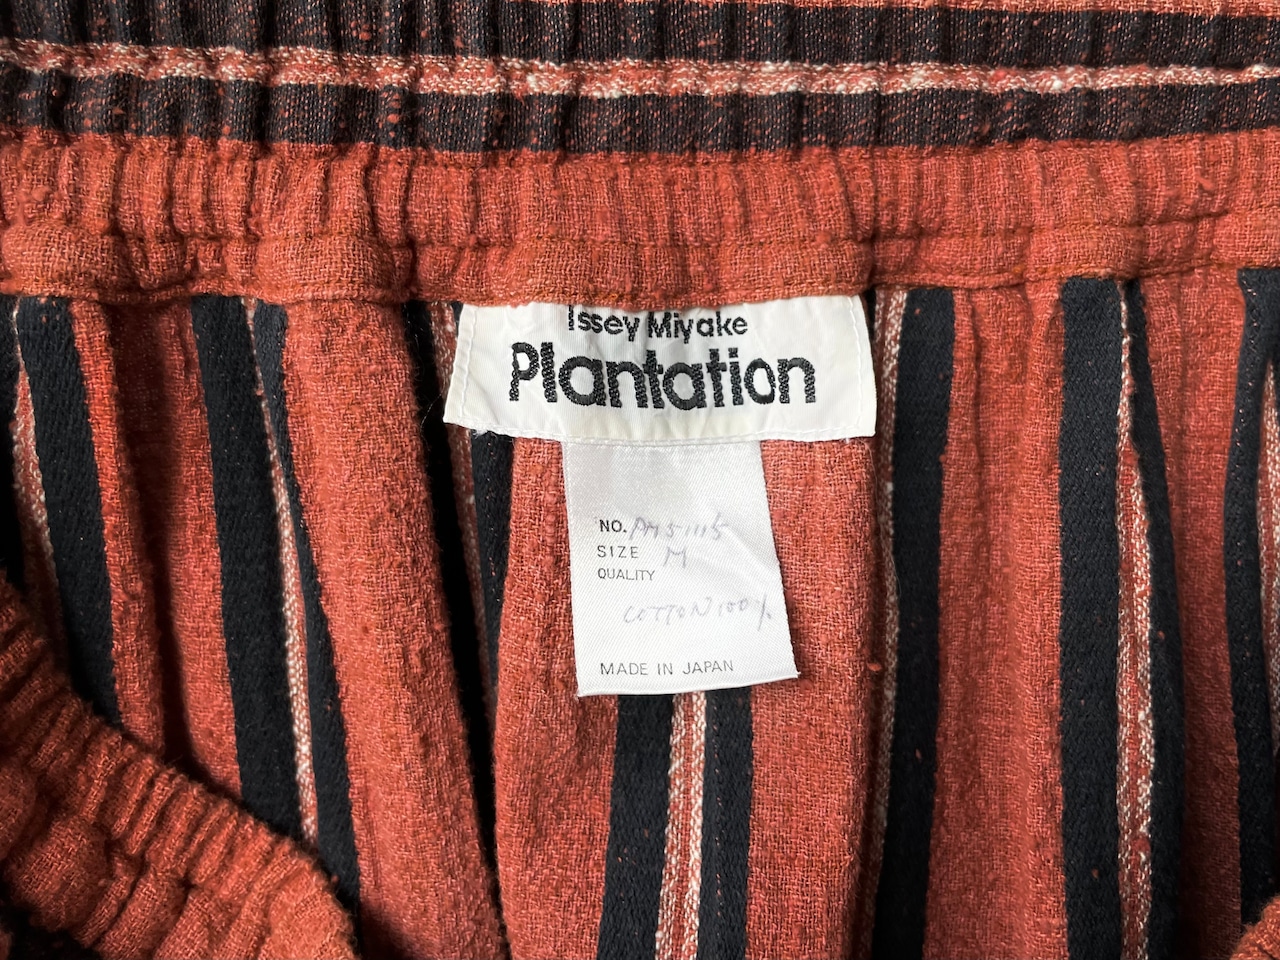 Issey Miyake
Plantation
NO. PM51115
SIZE M
QUALITY
COTTON 100%
MADE IN JAPAN